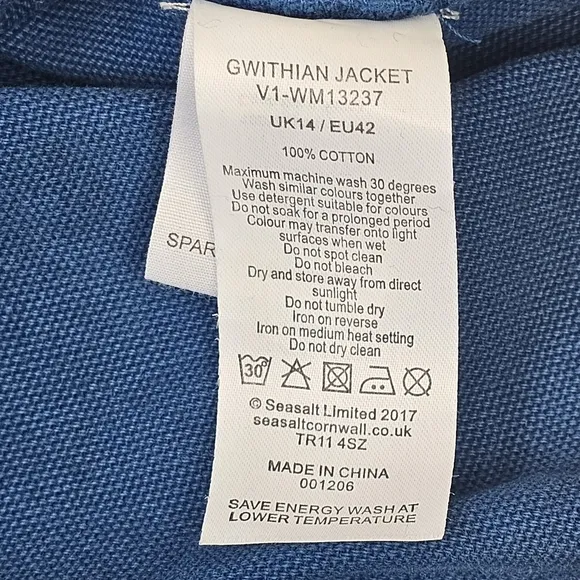 GWITHIAN JACKET
V1-WM13237
UK14 / EU42
100% COTTON
Maximum machine wash 30 degrees
Wash similar colours together
Use detergent suitable for colours
Do not soak for a prolonged period
Colour may transfer onto light
surfaces when wet
Do not spot clean
Do not bleach
Dry and store away from direct
sunlight
Do not tumble dry
Iron on reverse
Iron on medium heat setting
Do not dry clean
30°
© Seasalt Limited 2017
seasaltcornwall.co.uk
TR11 4SZ
MADE IN CHINA
001206
SAVE ENERGY WASH AT
LOWER TEMPERATURE
SPAR